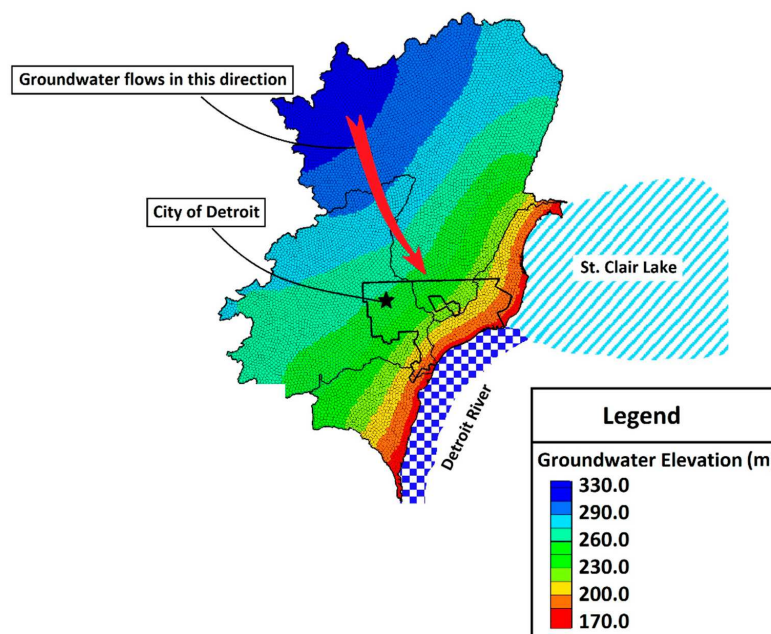 Groundwater flows in this direction
City of Detroit
St. Clair Lake
Detroit River
Legend
Groundwater Elevation (m
330.0
290.0
260.0
230.0
200.0
170.0